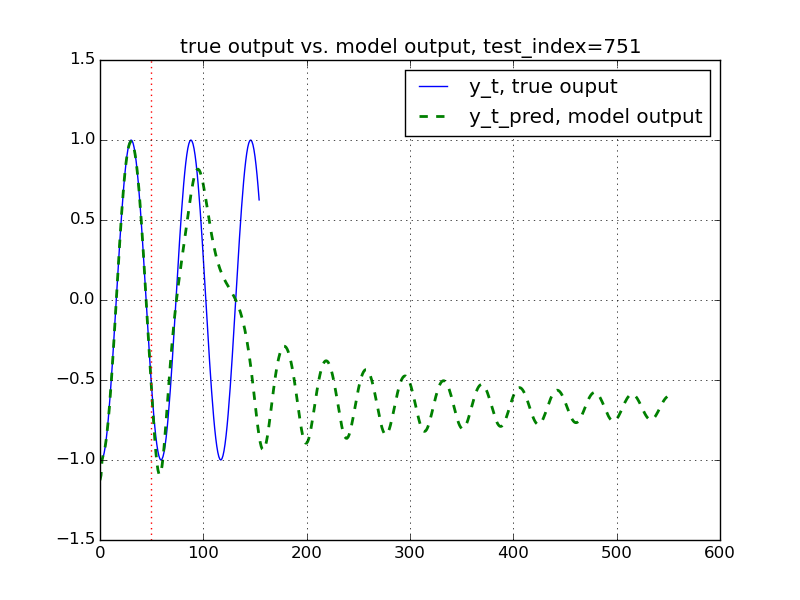 true output vs. model output, test_index=751
1.5
1.0
0.5
0.0
−0.5
−1.0
−1.5
y_t, true ouput
y_t_pred, model output
0 100 200 300 400 500 600